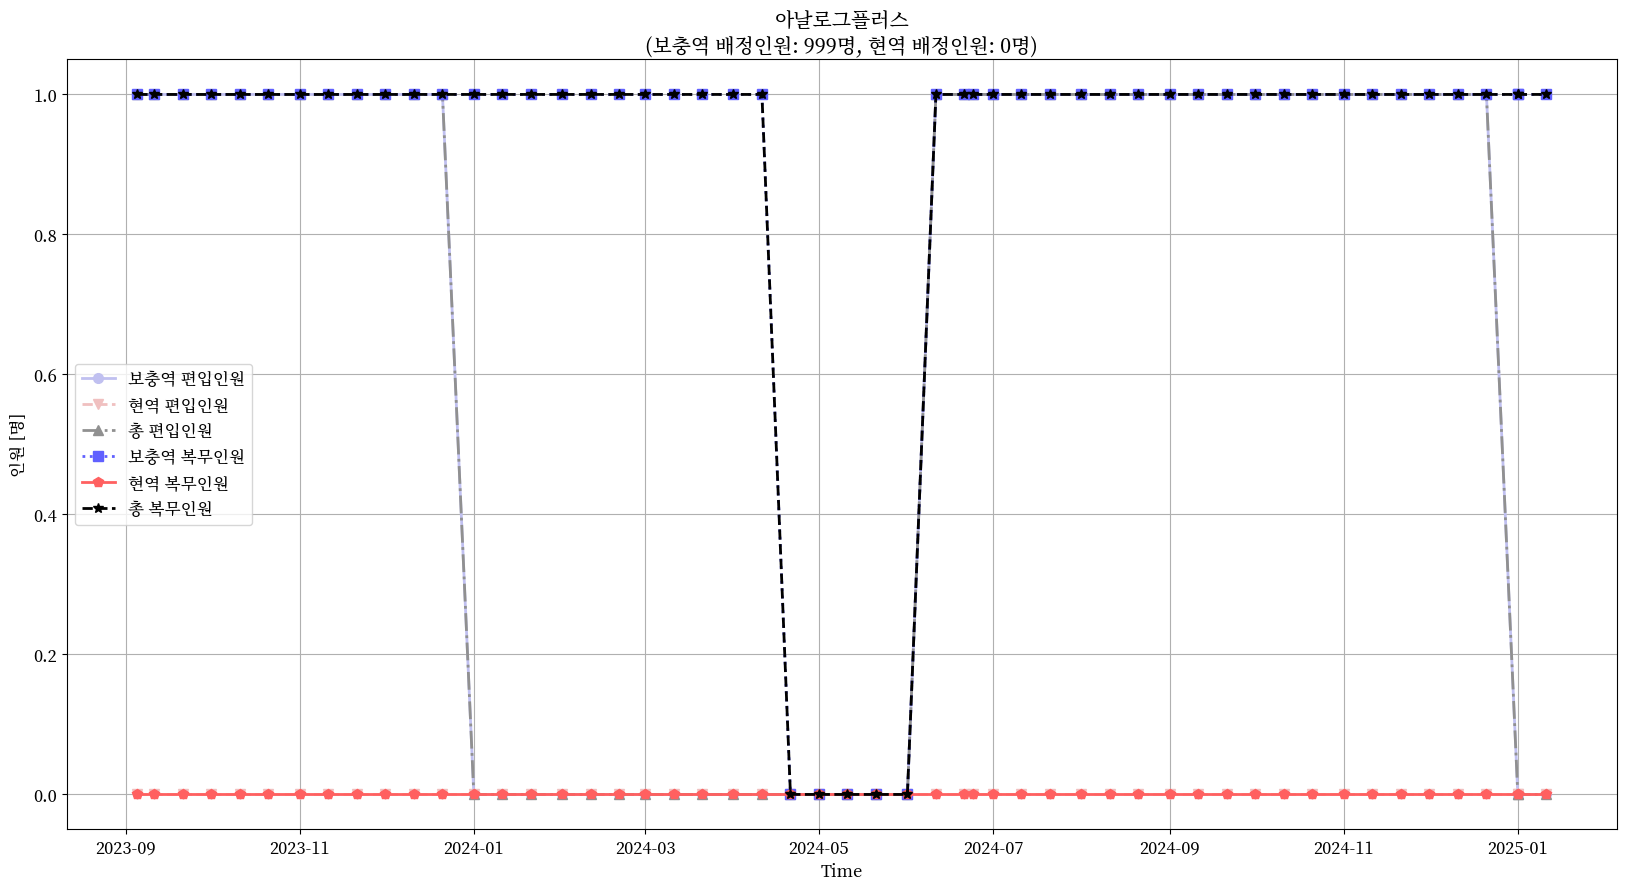 아날로그플러스
(보충역 배정인원: 999명, 현역 배정인원: 0명)
1.0
0.8
0.6
0.4
0.2
0.0
인원 [명]
보충역 편입인원
현역 편입인원
총 편입인원
보충역 복무인원
현역 복무인원
총 복무인원
2023-09 2023-11 2024-01 2024-03 2024-05 2024-07 2024-09 2024-11 2025-01
Time